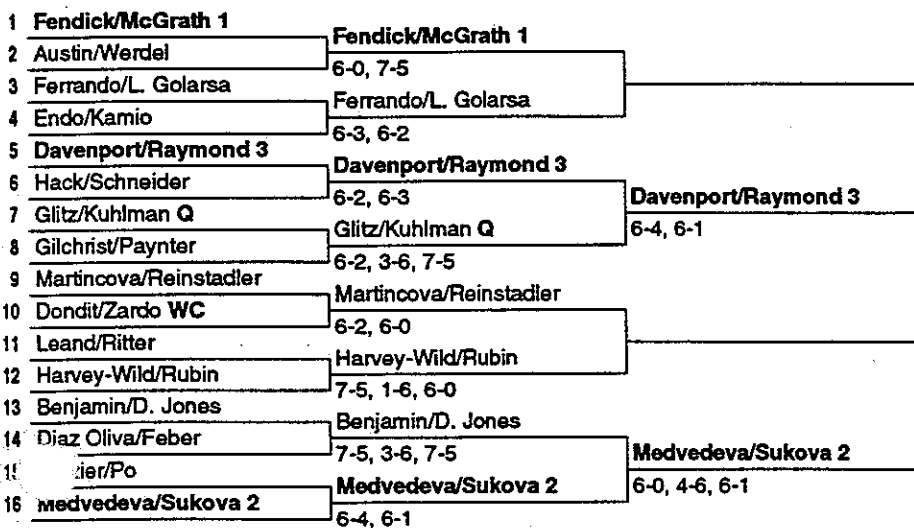 1 Fendick/McGrath 1
2 Austin/Werdel
3 Ferrando/L. Golarsa
4 Endo/Kamio
5 Davenport/Raymond 3
6 Hack/Schneider
7 Glitz/Kuhlman Q
8 Gilchrist/Paynter
9 Martincova/Reinstadler
10 Dondit/Zardo WC
11 Leand/Ritter
12 Harvey-Wild/Rubin
13 Benjamin/D. Jones
14 Diaz Oliva/Feber
/Po
16 Medvedeva/Sukova 2
Fendick/McGrath 1
6-0, 7-5
Ferrando/L. Golarsa
6-3, 6-2
Davenport/Raymond 3
6-2, 6-3
Glitz/Kuhlman Q
6-2, 3-6, 7-5
Martincova/Reinstadler
6-2, 6-0
Harvey-Wild/Rubin
7-5, 1-6, 6-0
Benjamin/D. Jones
7-5, 3-6, 7-5
Medvedeva/Sukova 2
6-4, 6-1
Davenport/Raymond 3
6-4, 6-1
Medvedeva/Sukova 2
6-0, 4-6, 6-1